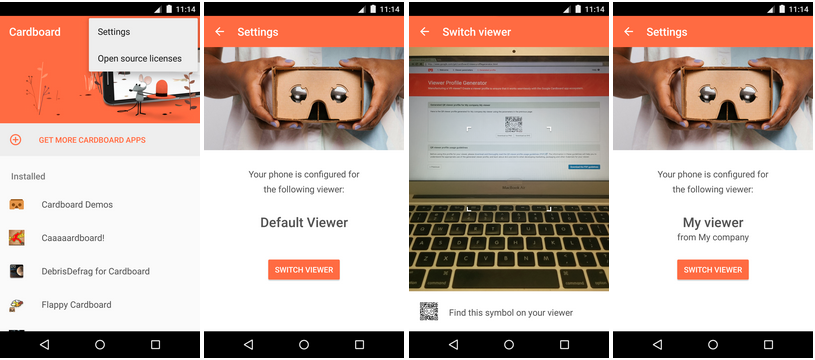 11:14
Cardboard
Settings
Open source licenses
GET MORE CARDBOARD APPS
Installed
Cardboard Demos
Caaaaardboard!
DebrisDefrag for Cardboard
Flappy Cardboard
11:14
Settings
Your phone is configured for
the following viewer:
Default Viewer
SWITCH VIEWER
11:14
Switch viewer
Viewer Profile Generator
MacBook Air
Find this symbol on your viewer
11:14
Settings
Your phone is configured for
the following viewer:
My viewer
from My company
SWITCH VIEWER